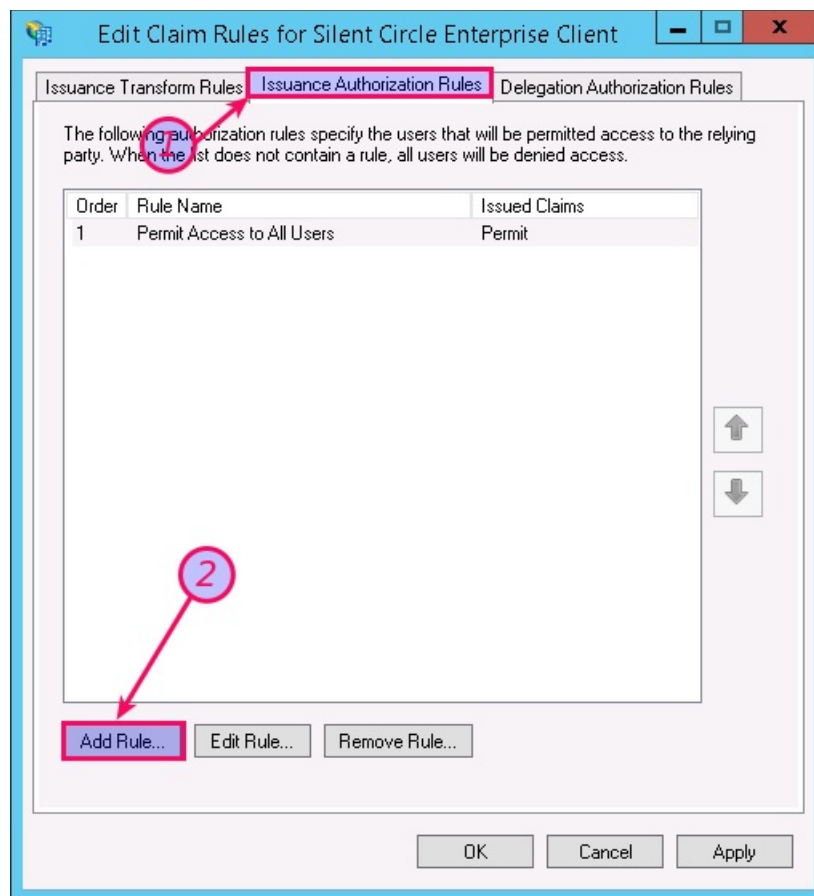 Edit Claim Rules for Silent Circle Enterprise Client
Issuance Transform Rules Issuance Authorization Rules Delegation Authorization Rules
The following authorization rules specify the users that will be permitted access to the relying
party. When the list does not contain a rule, all users will be denied access.
1
Order Rule Name Issued Claims
1 Permit Access to All Users Permit
2
Add Rule... Edit Rule... Remove Rule...
OK Cancel Apply